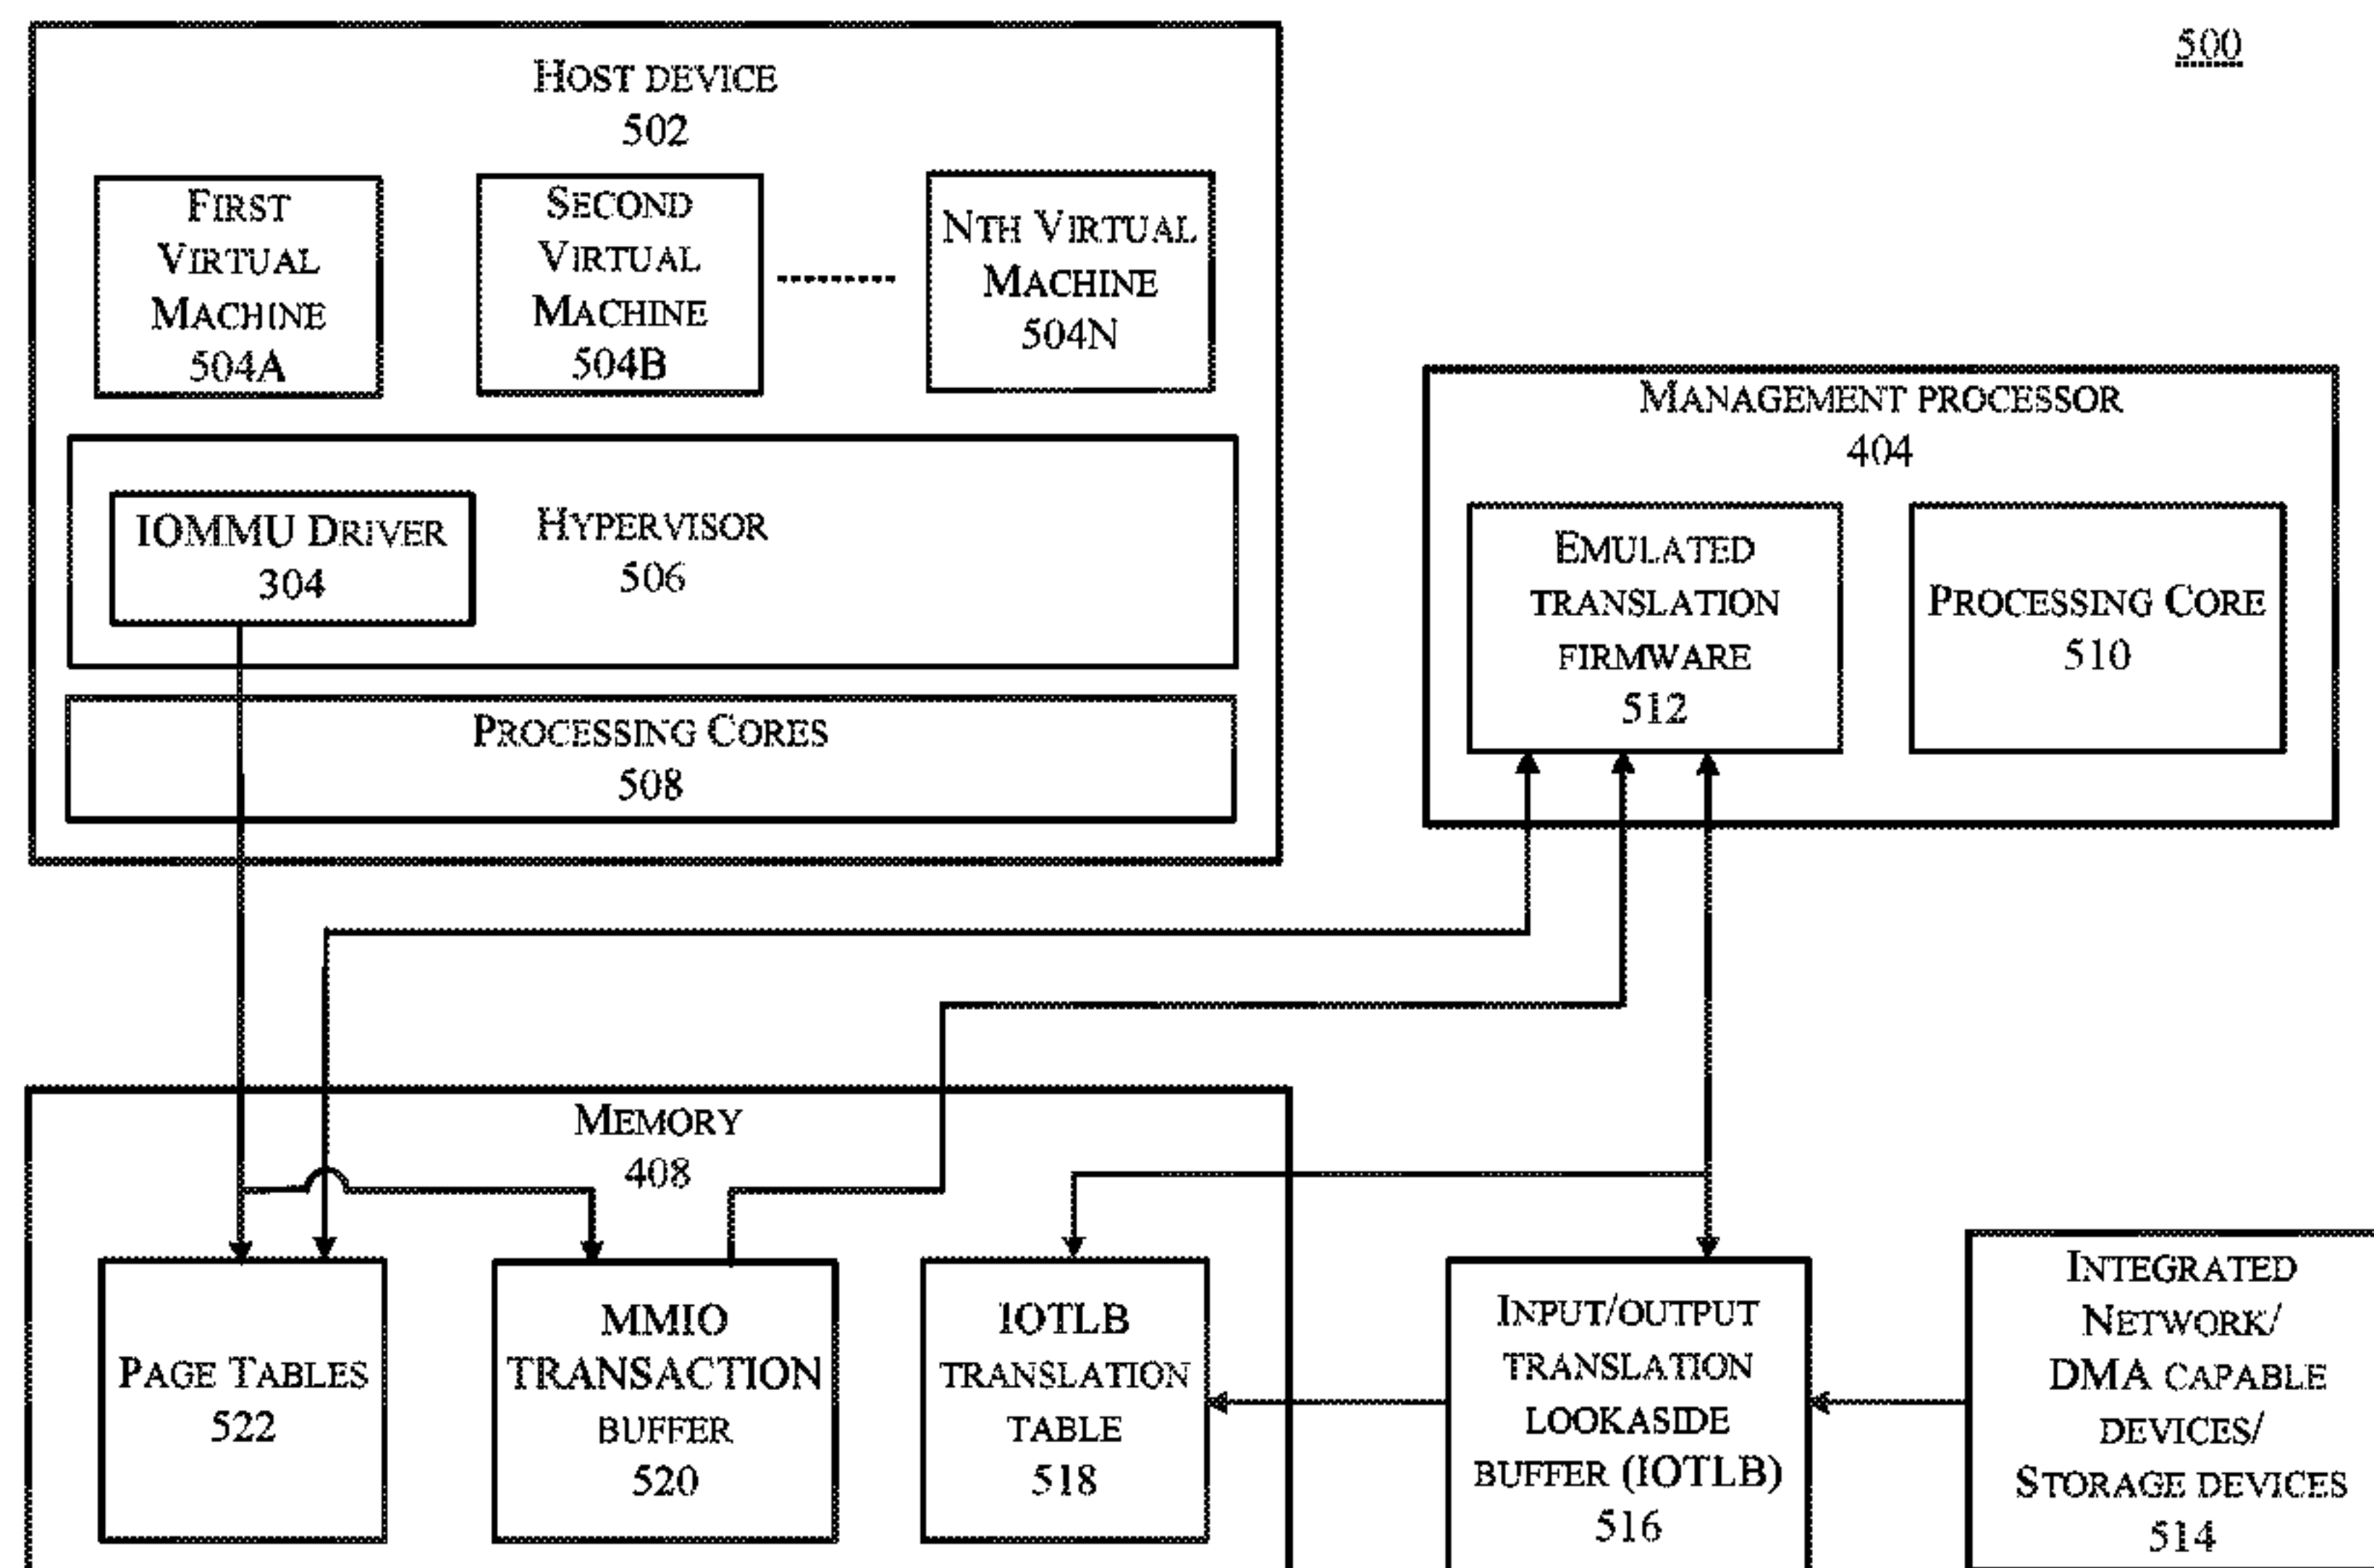 500
HOST DEVICE
502
FIRST
VIRTUAL
MACHINE
504A
SECOND
VIRTUAL
MACHINE
504B
NTH VIRTUAL
MACHINE
504N
IOMMU DRIVER
304
HYPERVISOR
506
PROCESSING CORES
508
MANAGEMENT PROCESSOR
404
EMULATED
TRANSLATION
FIRMWARE
512
PROCESSING CORE
510
MEMORY
408
PAGE TABLES
522
MMIO
TRANSACTION
BUFFER
520
IOTLB
TRANSLATION
TABLE
518
INPUT/OUTPUT
TRANSLATION
LOOKASIDE
BUFFER (IOTLB)
516
INTEGRATED
NETWORK/
DMA CAPABLE
DEVICES/
STORAGE DEVICES
514